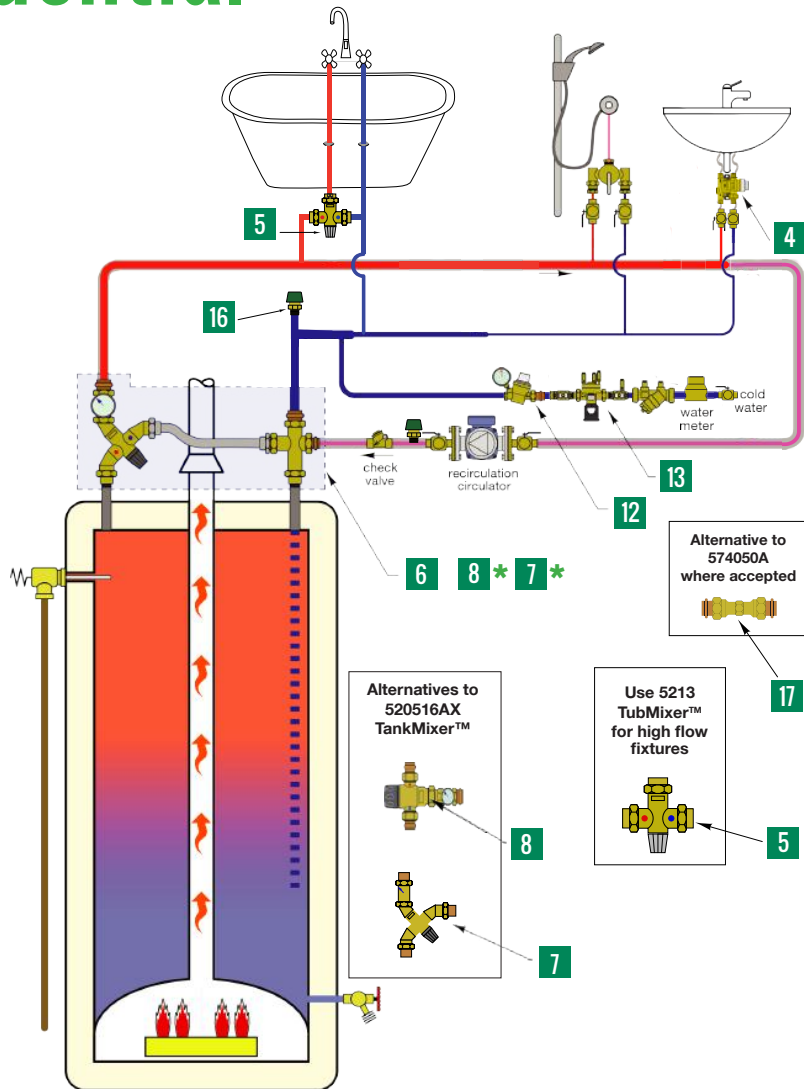 5
4
16
cold
water
water
meter
check
valve
recirculation
circulator
13
12
6 8* 7*
Alternative to
574050A
where accepted
17
Alternatives to
520516AX
TankMixer™
8
7
Use 5213
TubMixer™
for high flow
fixtures
5